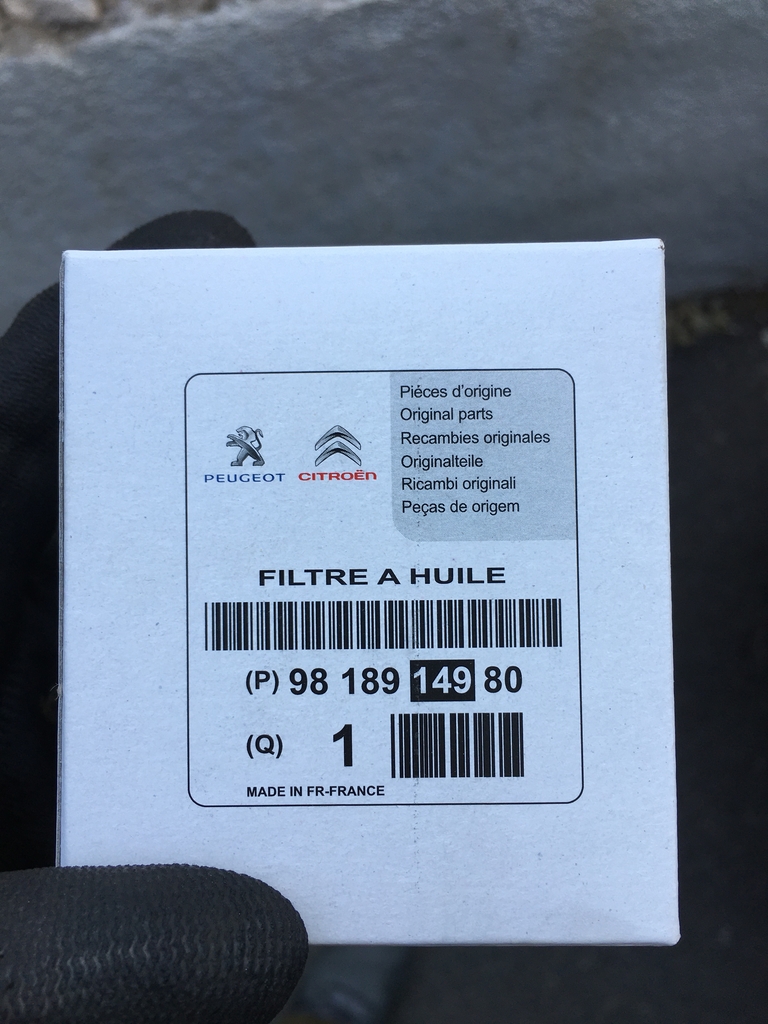 PEUGEOT CITROËN
Piéces d'origine
Original parts
Recambies originales
Originalteile
Ricambi originali
Peças de origem
FILTRE A HUILE
(P) 98 189 149 80
(Q) 1
MADE IN FR-FRANCE